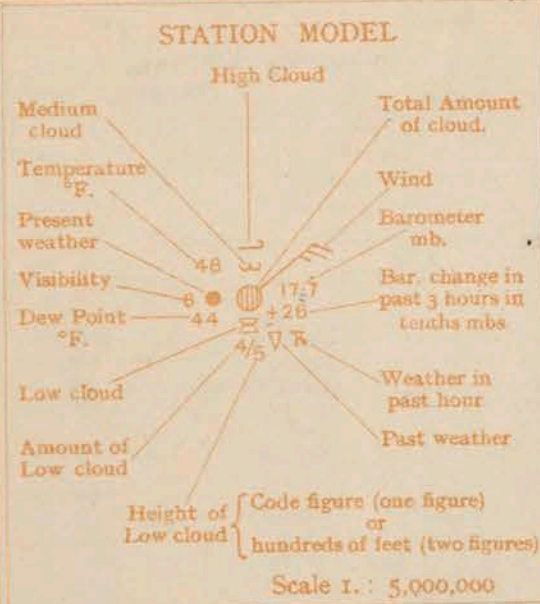 STATION MODEL
High Cloud
Medium
cloud
Total Amount
of cloud.
Temperature
°F.
Wind
Present
weather
Barometer
mb.
Visibility
Bar. change in
past 3 hours in
tenths mbs
Dew Point
°F.
48
6
17.7
+26
44
4/5
Low cloud
Weather in
past hour
Amount of
Low cloud
Past weather
Height of
Low cloud
Code figure (one figure)
or
hundreds of feet (two figures)
Scale 1.: 5,000,000